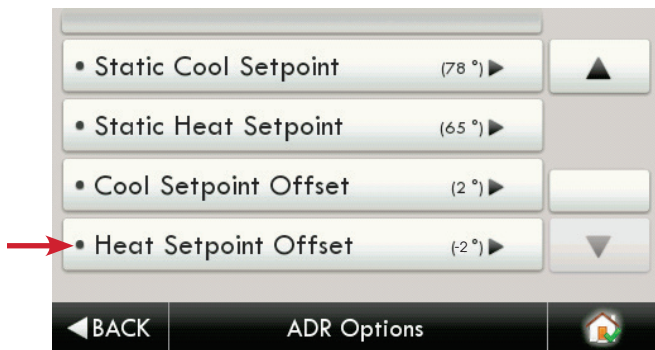 • Static Cool Setpoint (78 °) ▶
• Static Heat Setpoint (65 °) ▶
• Cool Setpoint Offset (2 °) ▶
• Heat Setpoint Offset (-2 °) ▶
◀ BACK ADR Options